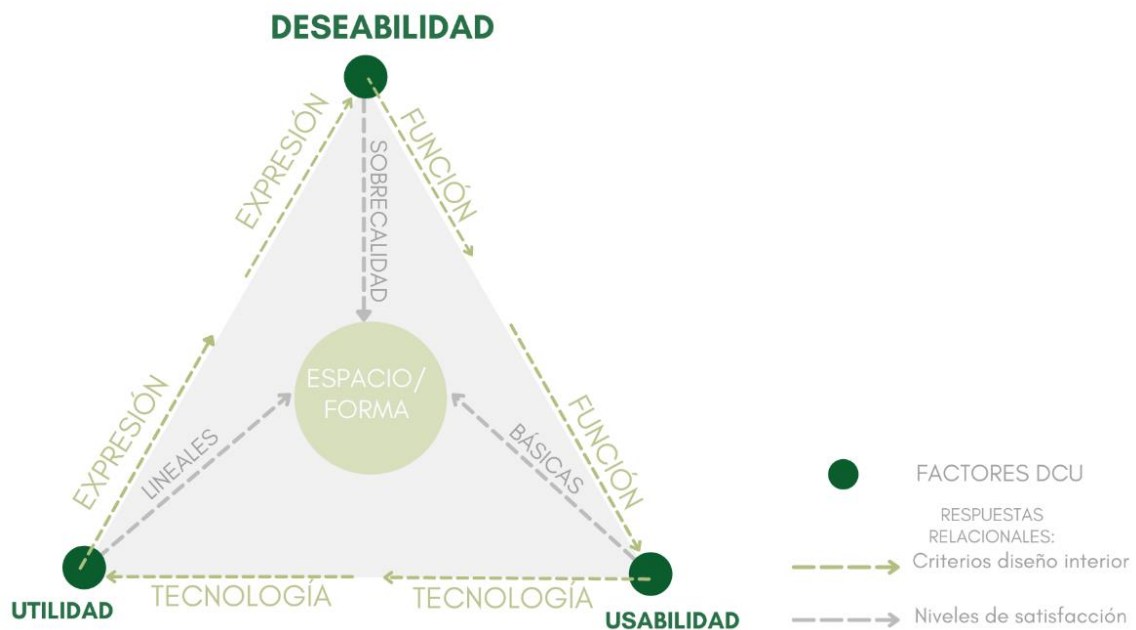 DESEABILIDAD
EXPRESIÓN
FUNCIÓN
SOBRECALIDAD
ESPACIO/
FORMA
EXPRESIÓN
FUNCIÓN
LINEALES
BÁSICAS
UTILIDAD
TECNOLOGÍA
TECNOLOGÍA
USABILIDAD
FACTORES DCU
RESPUESTAS
RELACIONALES:
Criterios diseño interior
Niveles de satisfacción